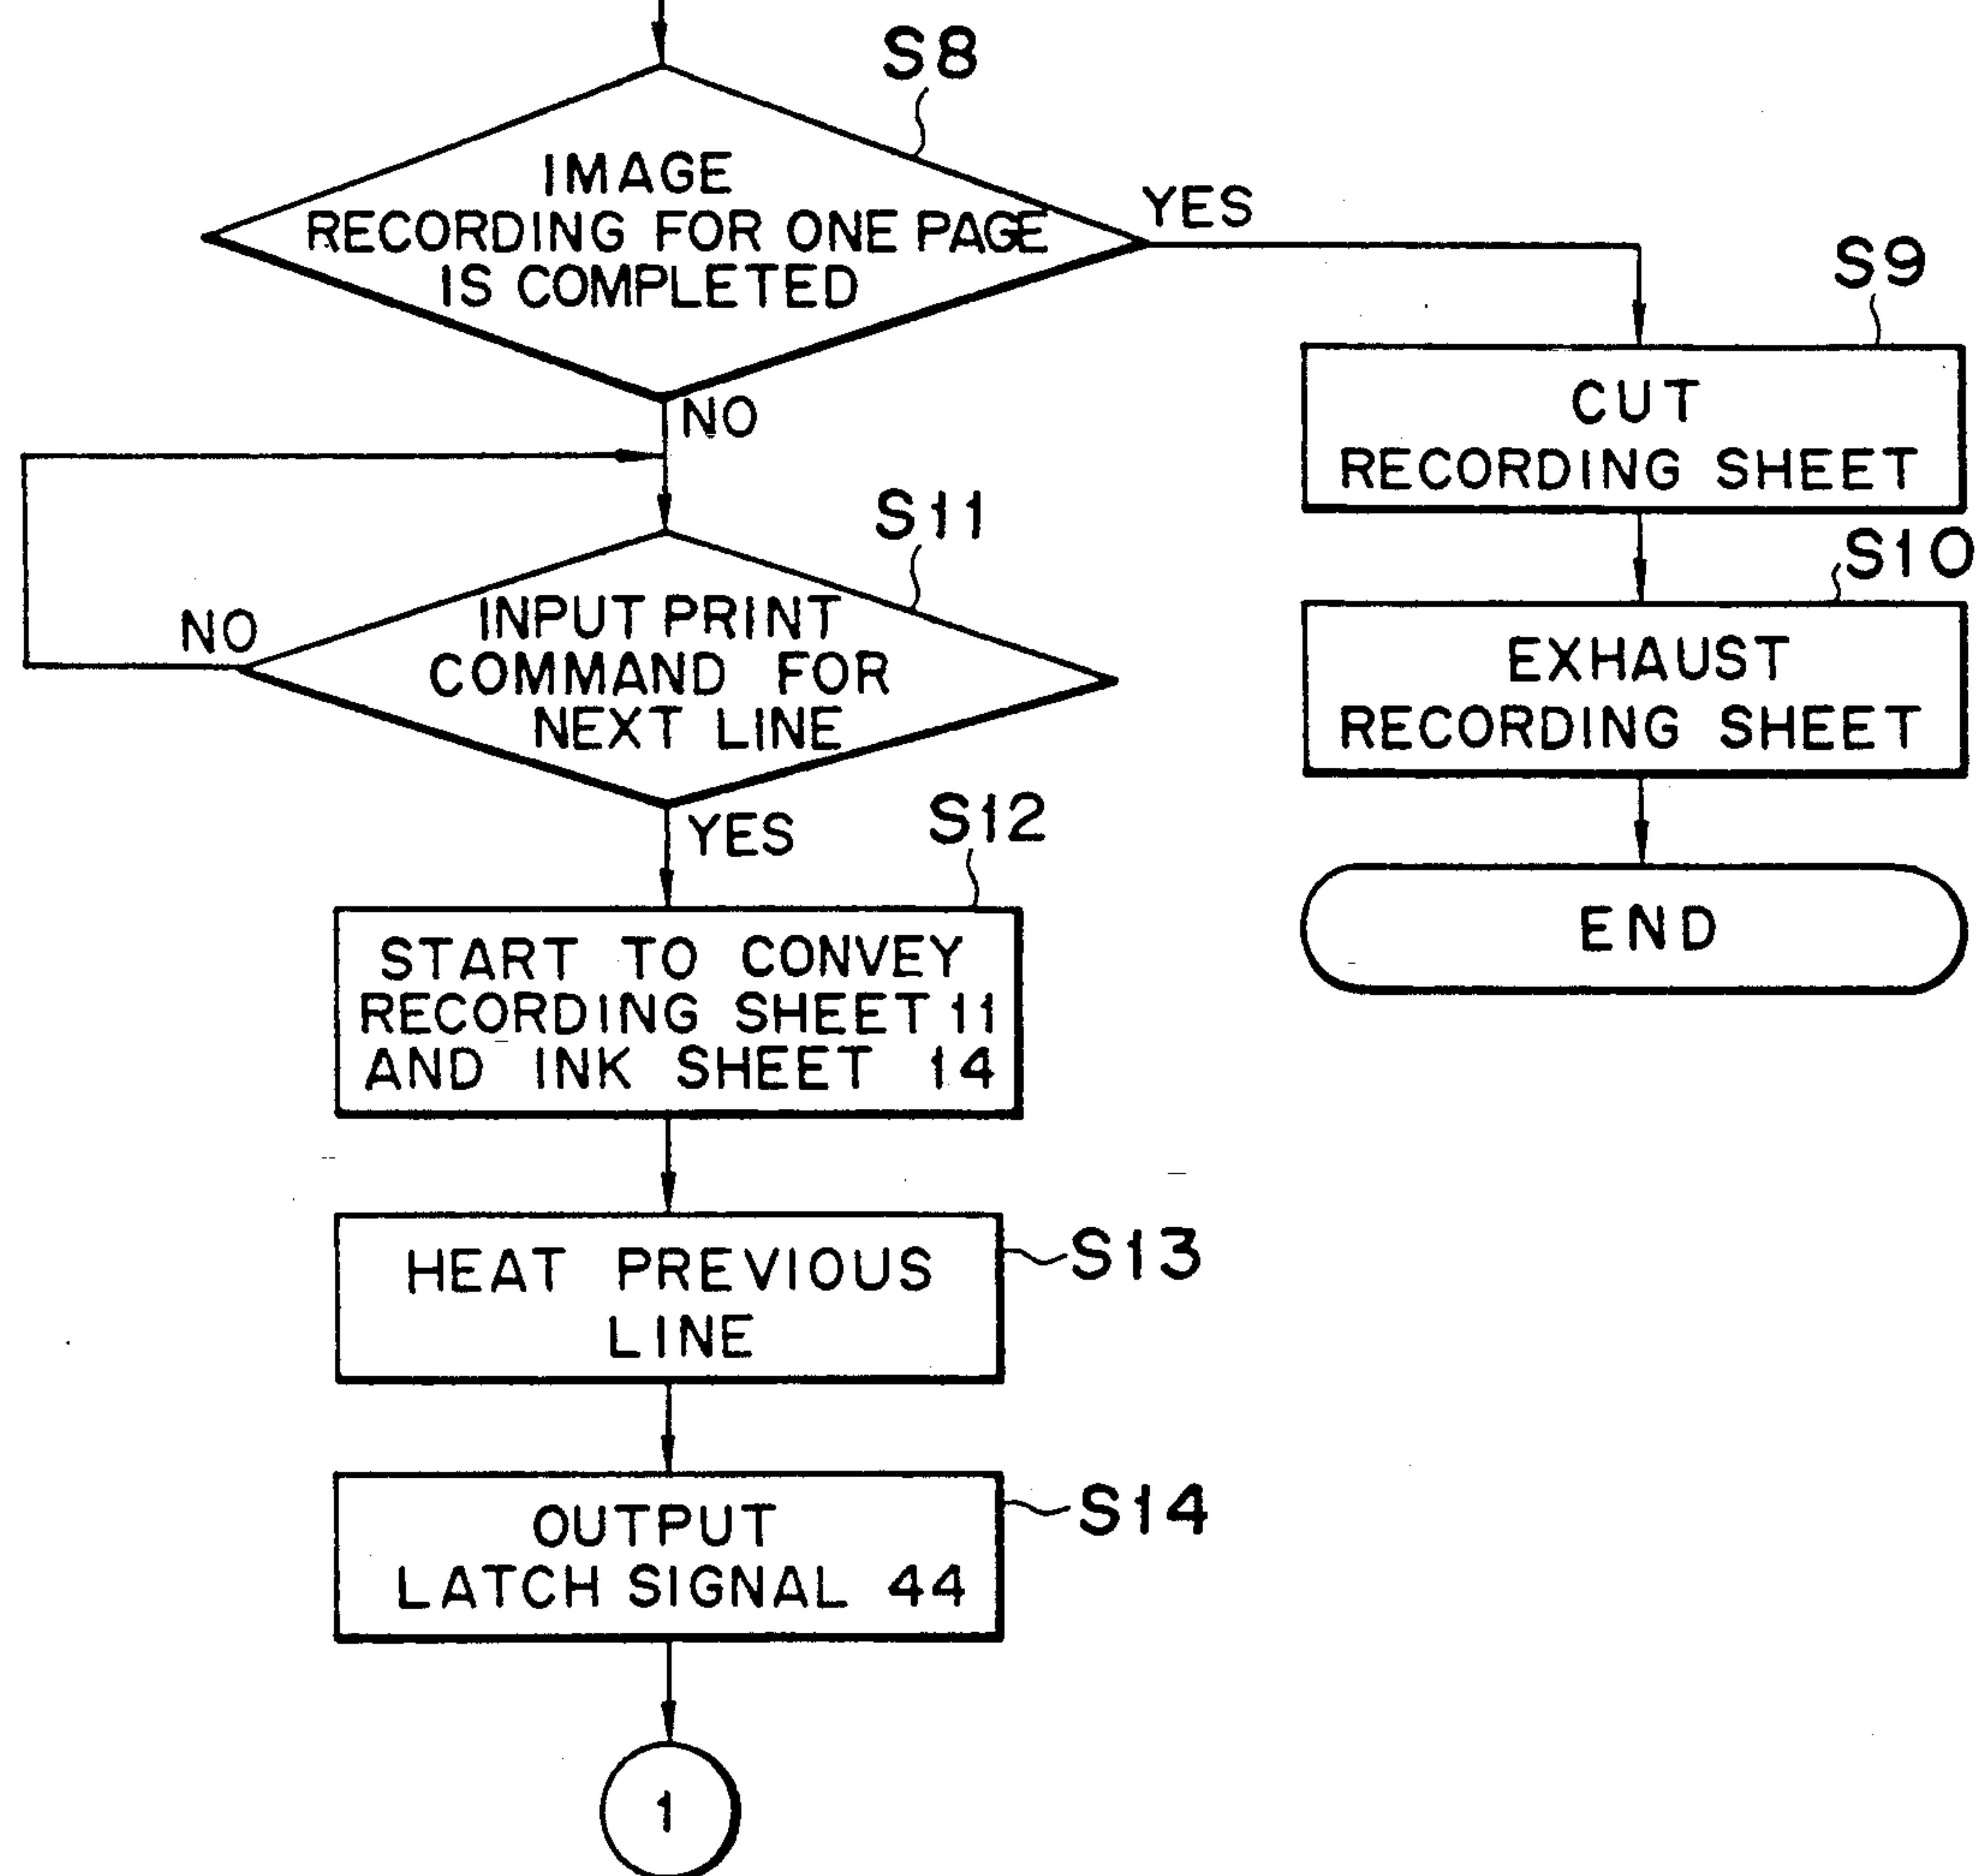 S8
IMAGE
RECORDING FOR ONE PAGE
IS COMPLETED
YES
NO
S9
CUT
RECORDING SHEET
S10
EXHAUST
RECORDING SHEET
END
S11
INPUT PRINT
COMMAND FOR
NEXT LINE
NO
YES
S12
START TO CONVEY
RECORDING SHEET 11
AND INK SHEET 14
HEAT PREVIOUS
LINE
S13
OUTPUT
LATCH SIGNAL 44
S14
1